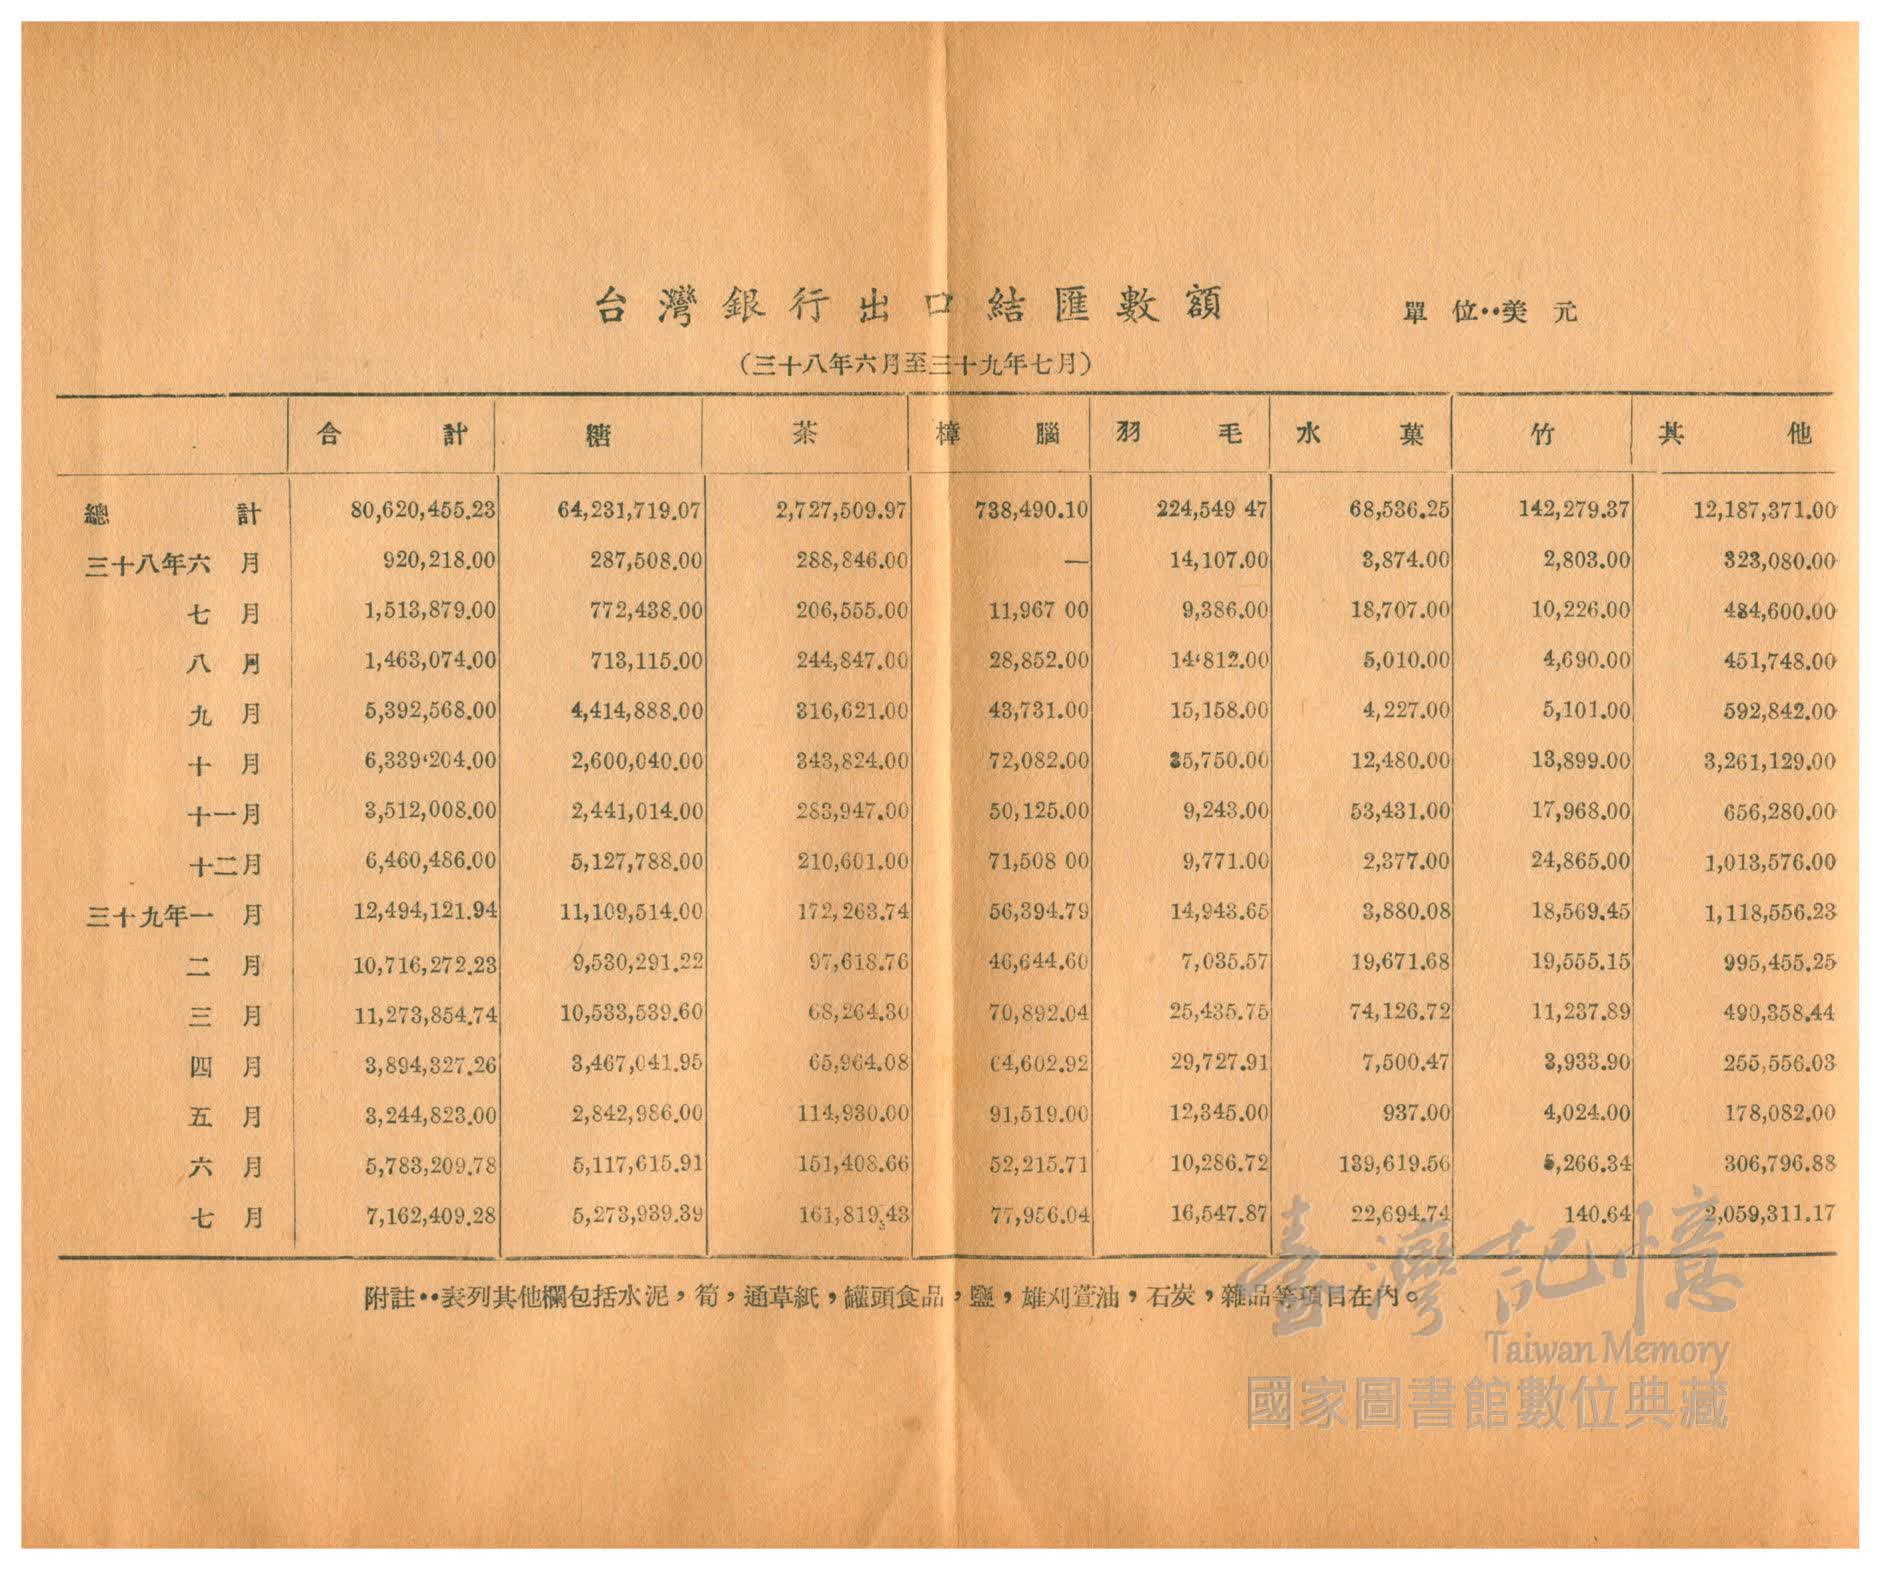 台灣銀行出口結匯數額 單位··美元
(三十八年六月至三十九年七月)
合計 糖 茶 樟腦 羽毛 水菓 竹 其他
總計 80,620,455.23 64,231,719.07 2,727,509.97 738,490.10 224,549 47 68,536.25 142,279.37 12,187,371.00
三十八年六月 920,218.00 287,508.00 288,846.00 — 14,107.00 3,874.00 2,803.00 323,080.00
七月 1,513,879.00 772,438.00 206,555.00 11,967 00 9,386.00 18,707.00 10,226.00 484,600.00
八月 1,463,074.00 713,115.00 244,847.00 28,852.00 14‘812.00 5,010.00 4,690.00 451,748.00
九月 5,392,568.00 4,414,888.00 316,621.00 43,731.00 15,158.00 4,227.00 5,101.00 592,842.00
十月 6,339‘204.00 2,600,040.00 343,824.00 72,082.00 35,750.00 12,480.00 13,899.00 3,261,129.00
十一月 3,512,008.00 2,441,014.00 283,947.00 50,125.00 9,243.00 53,431.00 17,968.00 656,280.00
十二月 6,460,486.00 5,127,788.00 210,601.00 71,508 00 9,771.00 2,377.00 24,865.00 1,013,576.00
三十九年一月 12,494,121.94 11,109,514.00 172,263.74 56,394.79 14,943.65 3,880.08 18,569.45 1,118,556.23
二月 10,716,272.23 9,530,291.22 97,618.76 46,644.60 7,035.57 19,671.68 19,555.15 995,455.25
三月 11,273,854.74 10,533,539.60 68,264.30 70,892.04 25,435.75 74,126.72 11,237.89 490,358.44
四月 3,894,327.26 3,467,041.95 65,964.08 64,602.92 29,727.91 7,500.47 3,933.90 255,556.03
五月 3,244,823.00 2,842,986.00 114,930.00 91,519.00 12,345.00 937.00 4,024.00 178,082.00
六月 5,783,209.78 5,117,615.91 151,408.66 52,215.71 10,286.72 139,619.56 5,266.34 306,796.88
七月 7,162,409.28 5,273,939.39 161,819.43 77,956.04 16,547.87 22,694.74 140.64 2,059,311.17
附註··表列其他欄包括水泥，筍，通草紙，罐頭食品，鹽，雄刈萱油，石炭，雜品等項目在內。
臺灣記憶
Taiwan Memory
國家圖書館數位典藏